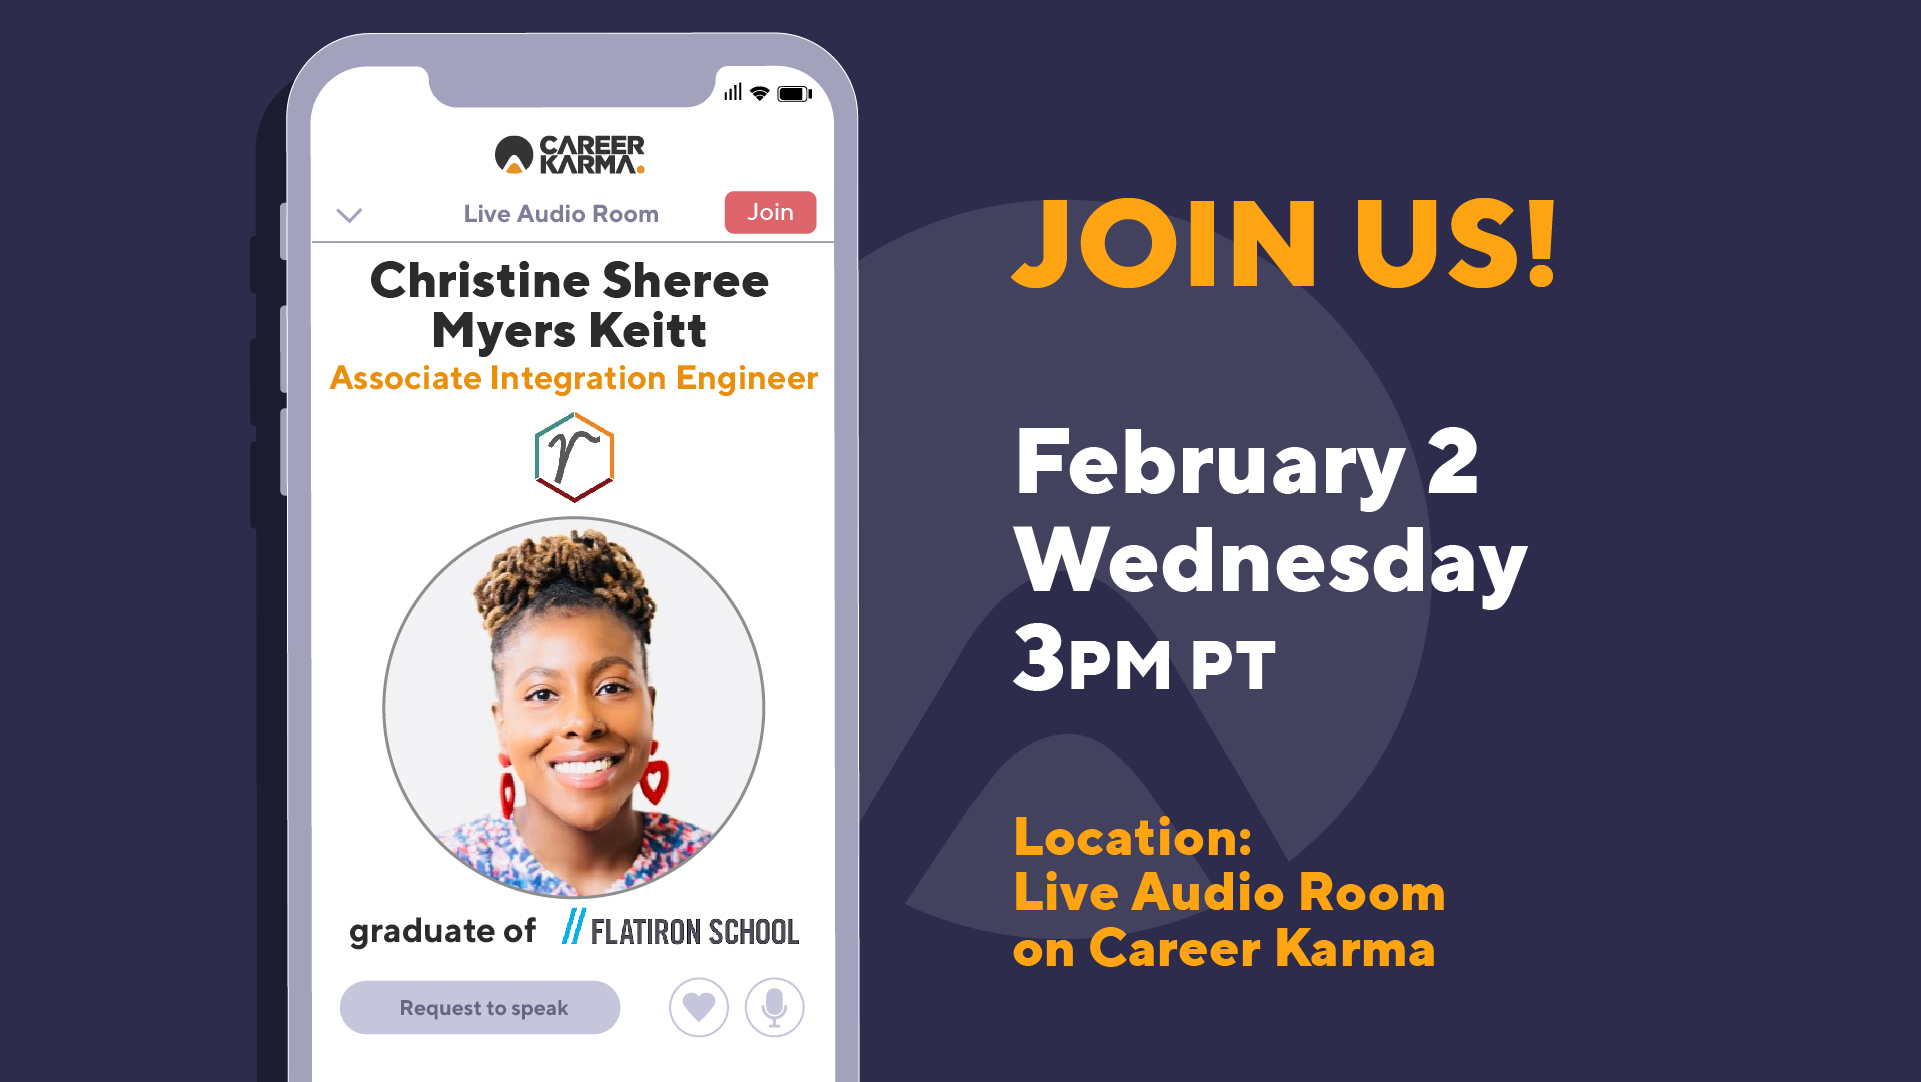 CAREER
KARMA.
Live Audio Room
Join
Christine Sheree
Myers Keitt
Associate Integration Engineer
r
graduate of // FLATIRON SCHOOL
Request to speak
JOIN US!
February 2
Wednesday
3PM PT
Location:
Live Audio Room
on Career Karma